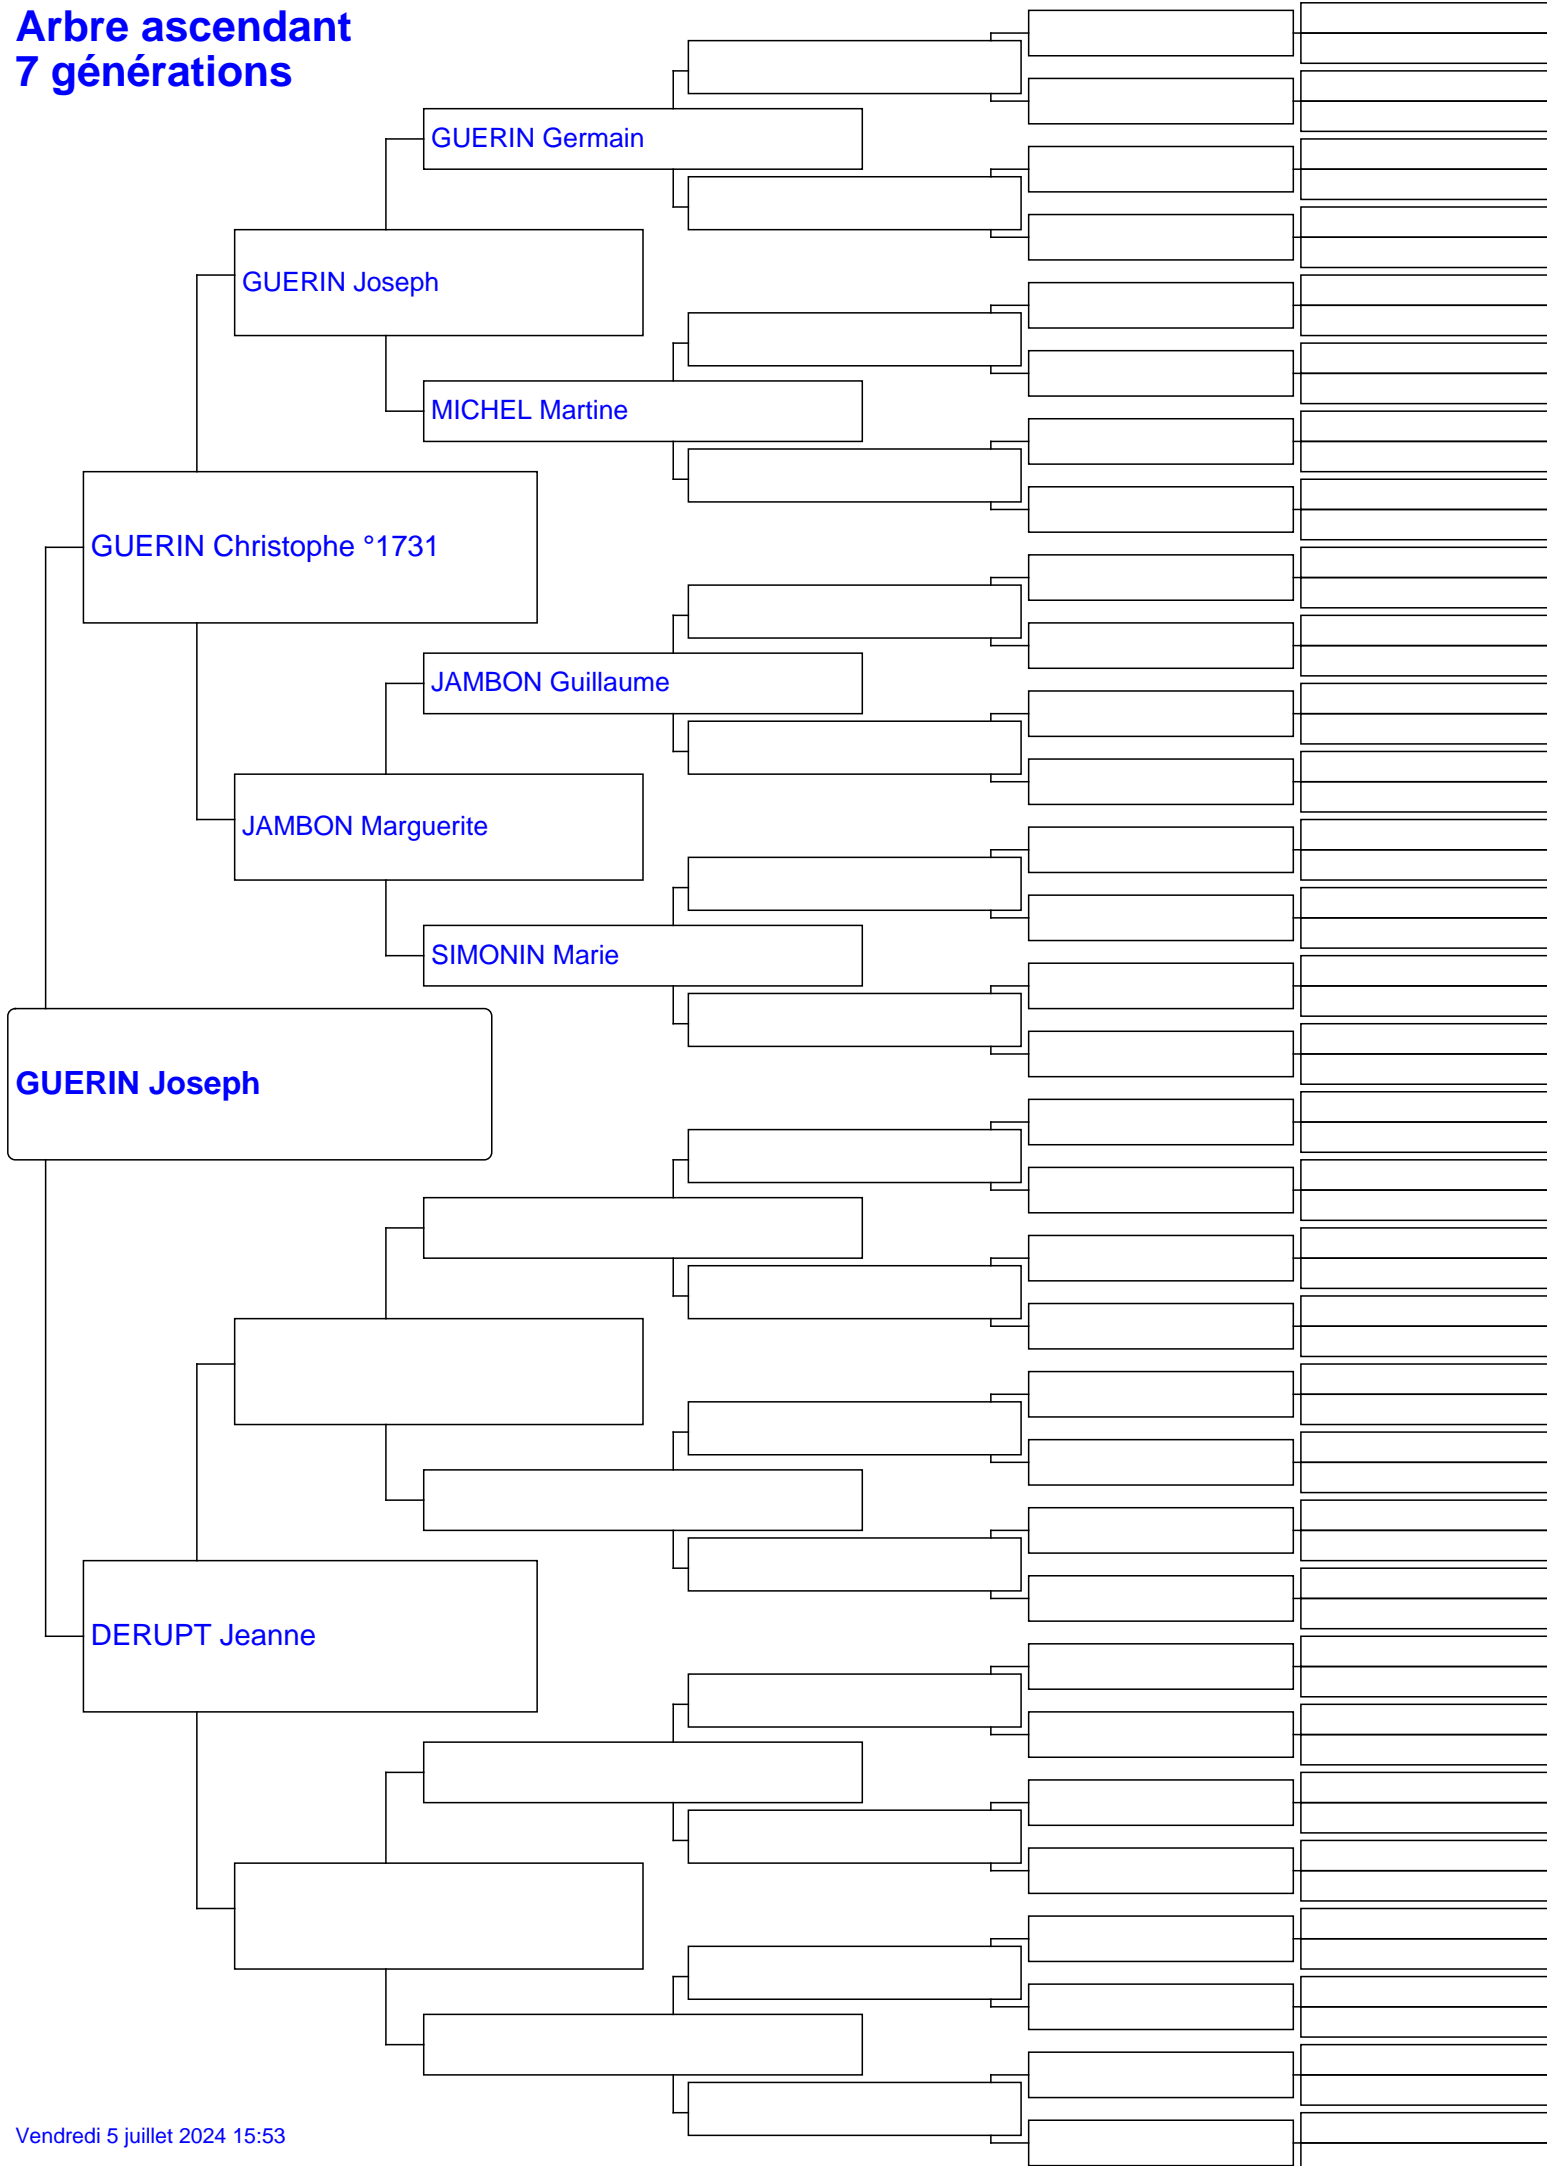 Arbre ascendant
7 générations
GUERIN Germain
GUERIN Joseph
MICHEL Martine
GUERIN Christophe °1731
JAMBON Guillaume
JAMBON Marguerite
SIMONIN Marie
GUERIN Joseph
DERUPT Jeanne
Vendredi 5 juillet 2024 15:53